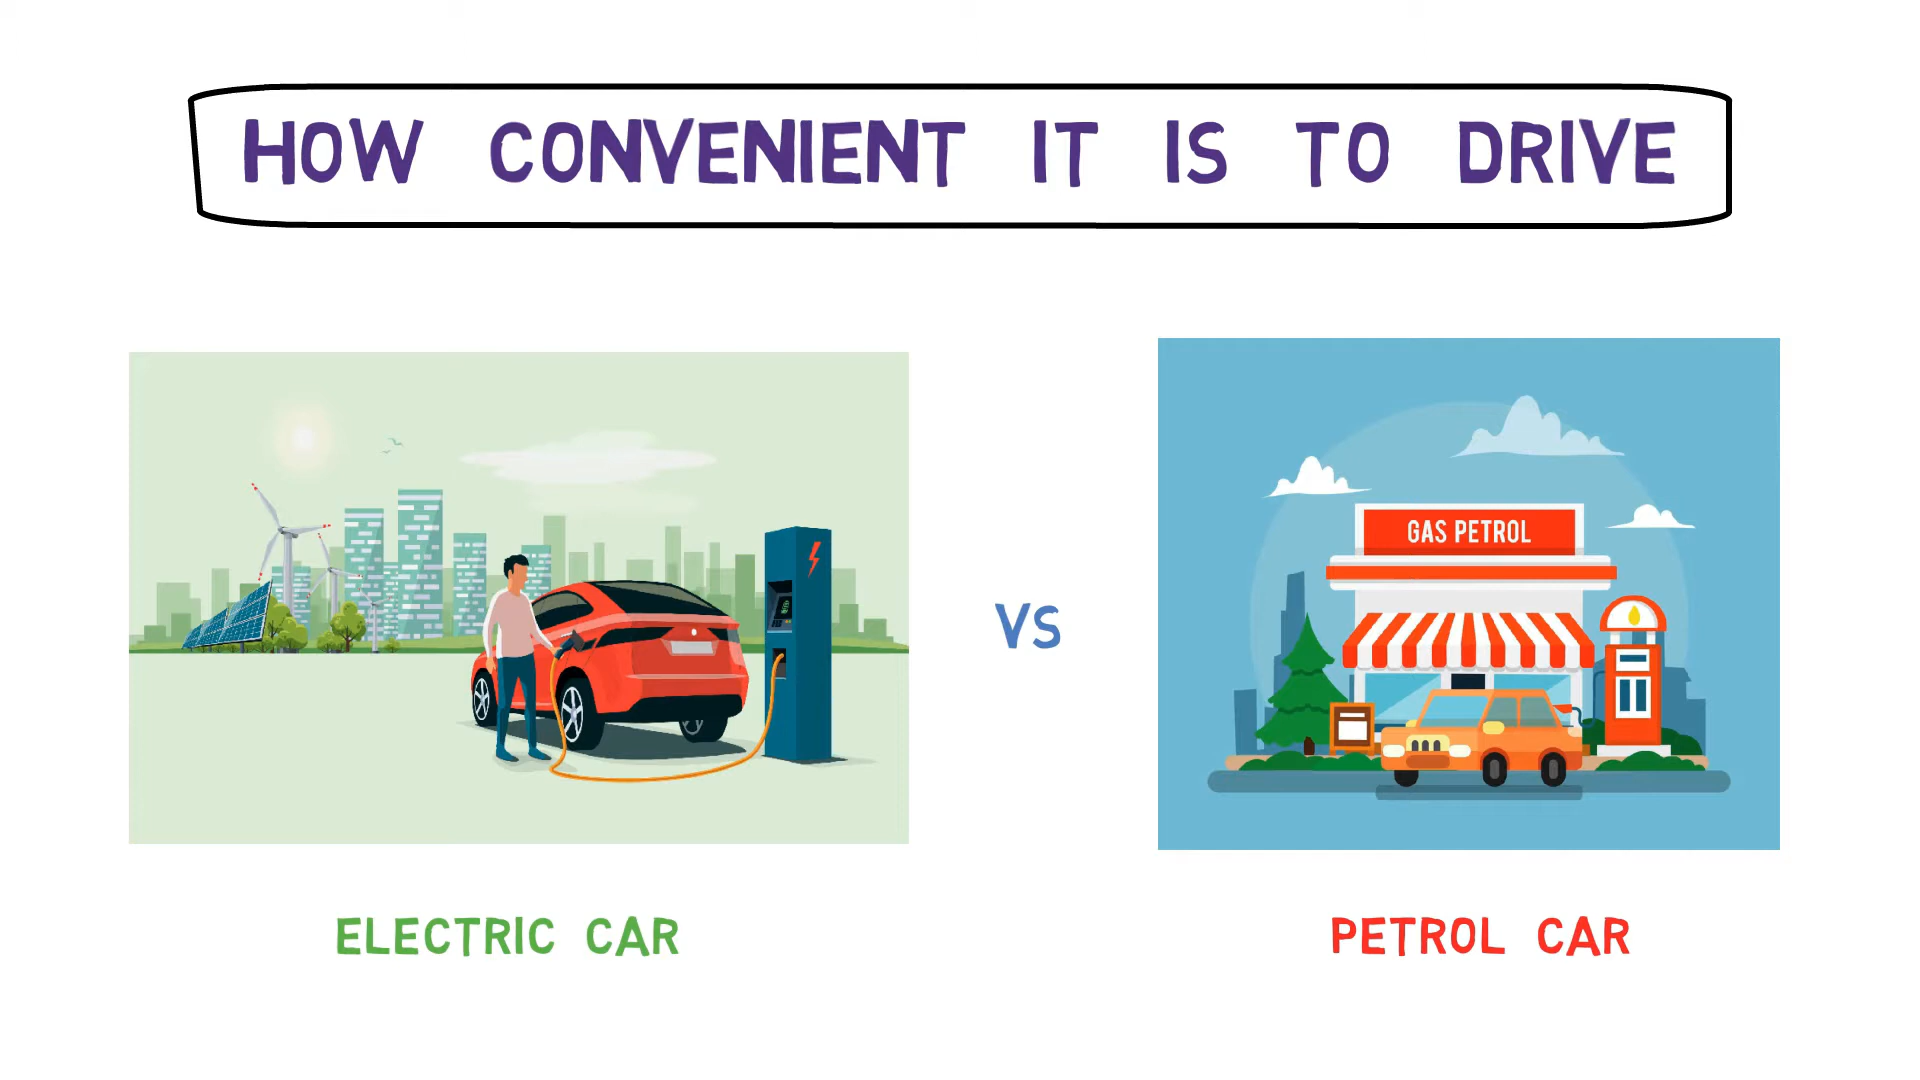 HOW CONVENIENT IT IS TO DRIVE
GAS PETROL
VS
ELECTRIC CAR
PETROL CAR